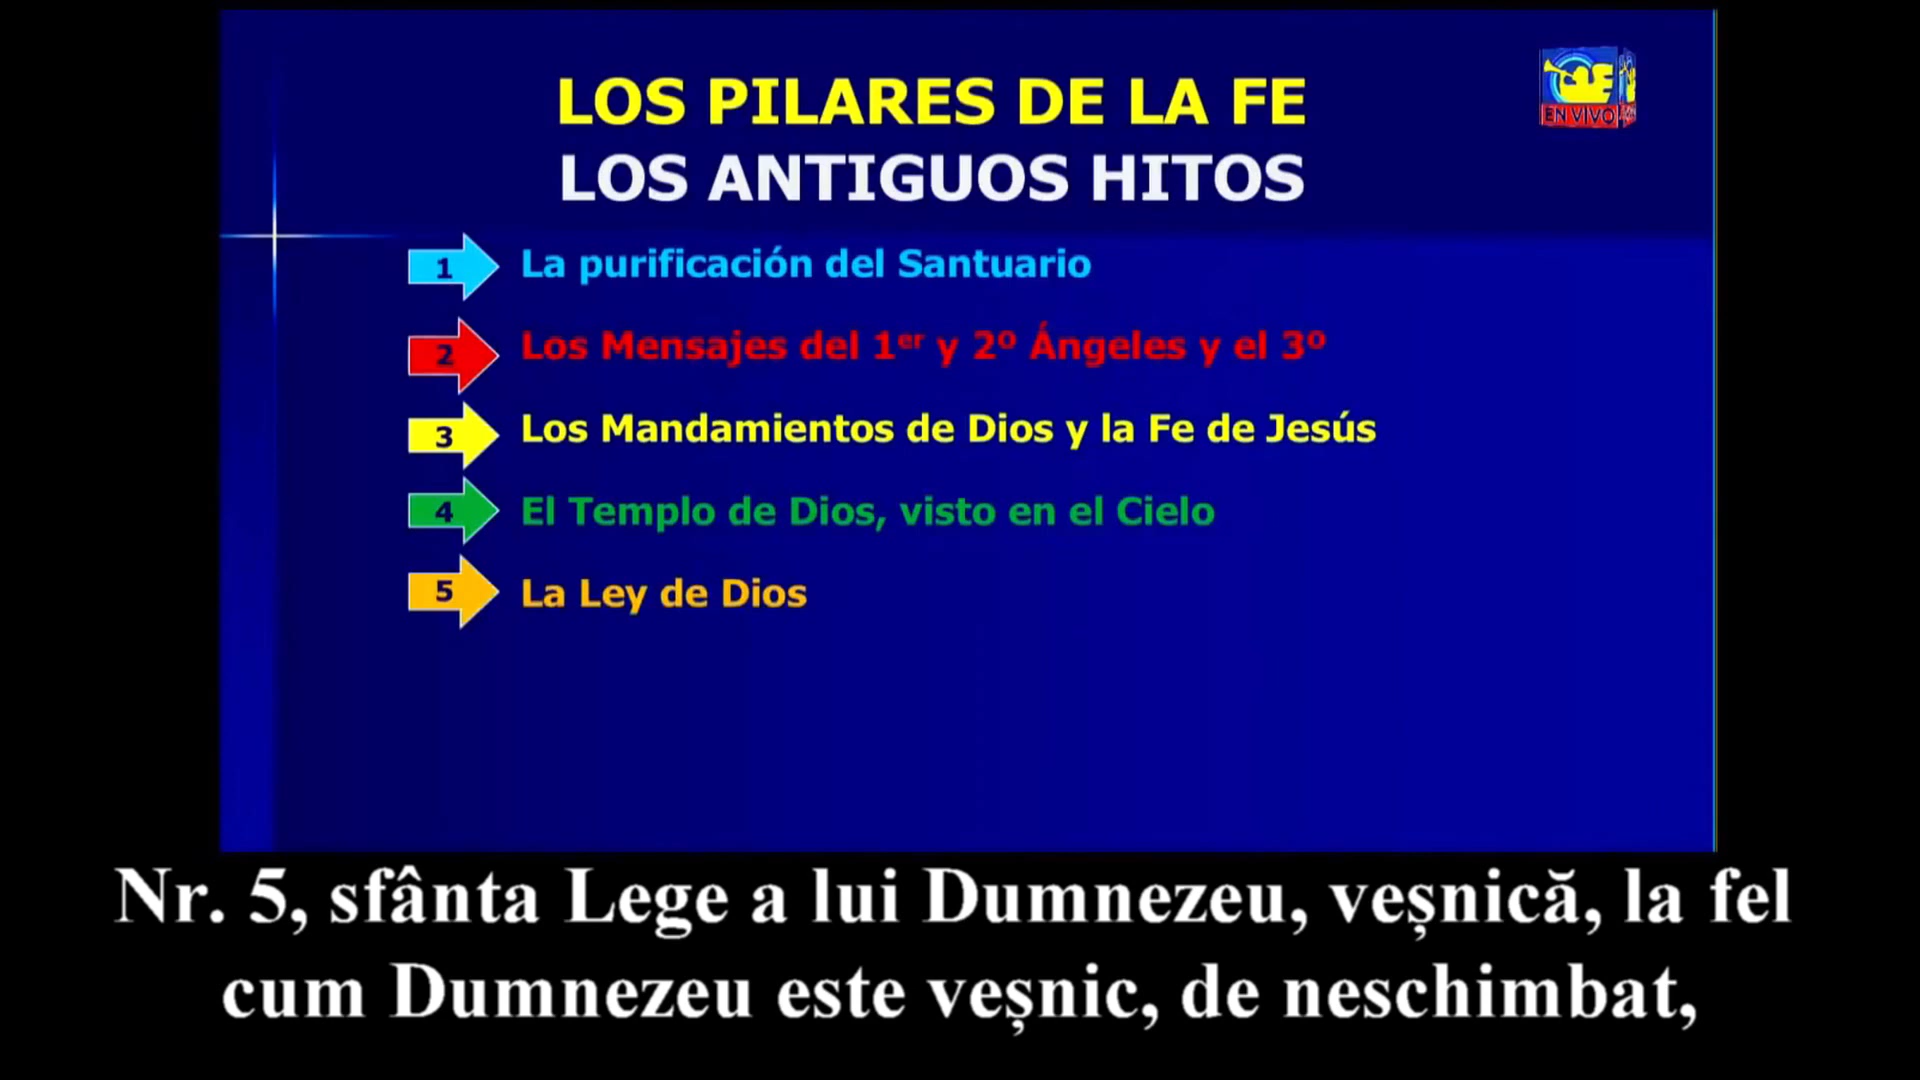 LOS PILARES DE LA FE
LOS ANTIGUOS HITOS
EN VIVO
1 La purificación del Santuario
2 Los Mensajes del 1er y 2º Ángeles y el 3º
3 Los Mandamientos de Dios y la Fe de Jesús
4 El Templo de Dios, visto en el Cielo
5 La Ley de Dios
Nr. 5, sfânta Lege a lui Dumnezeu, veșnică, la fel
cum Dumnezeu este veșnic, de neschimbat,